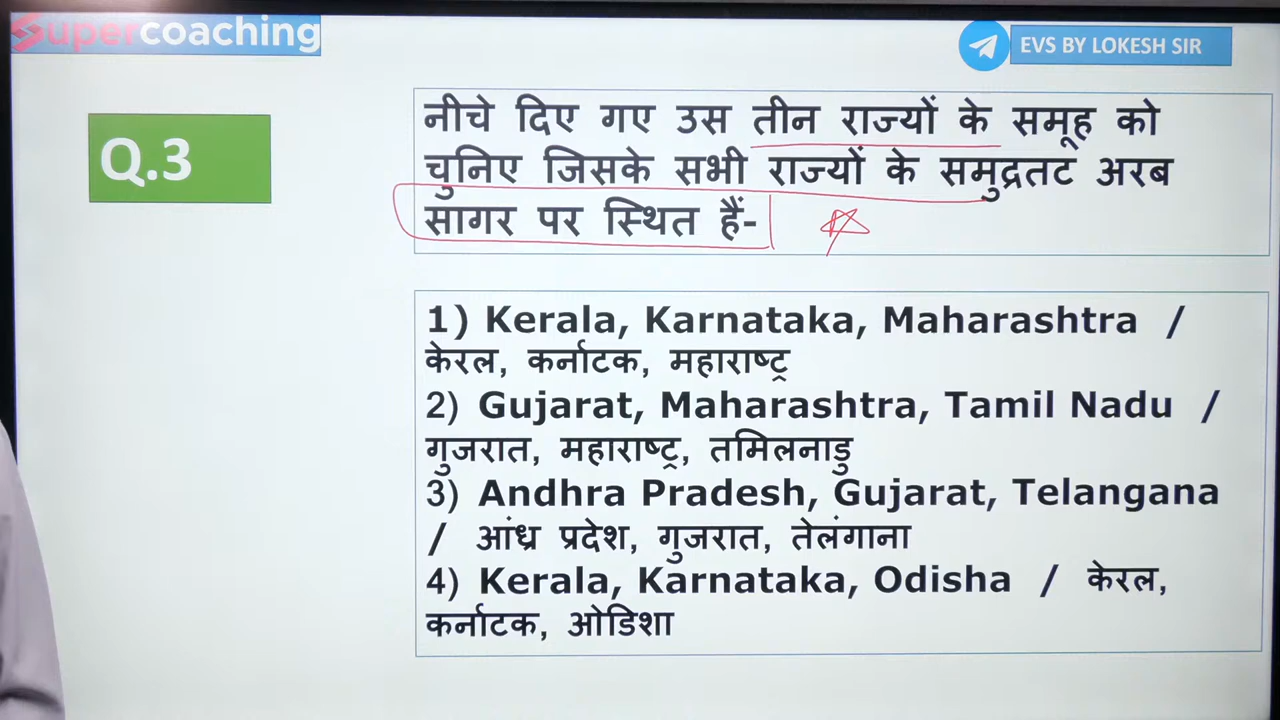 Supercoaching
EVS BY LOKESH SIR
Q.3
नीचे दिए गए उस तीन राज्यों के समूह को
चुनिए जिसके सभी राज्यों के समुद्रतट अरब
सागर पर स्थित हैं-
1) Kerala, Karnataka, Maharashtra /
केरल, कर्नाटक, महाराष्ट्र
2) Gujarat, Maharashtra, Tamil Nadu /
गुजरात, महाराष्ट्र, तमिलनाडु
3) Andhra Pradesh, Gujarat, Telangana
/ आंध्र प्रदेश, गुजरात, तेलंगाना
4) Kerala, Karnataka, Odisha / केरल,
कर्नाटक, ओडिशा